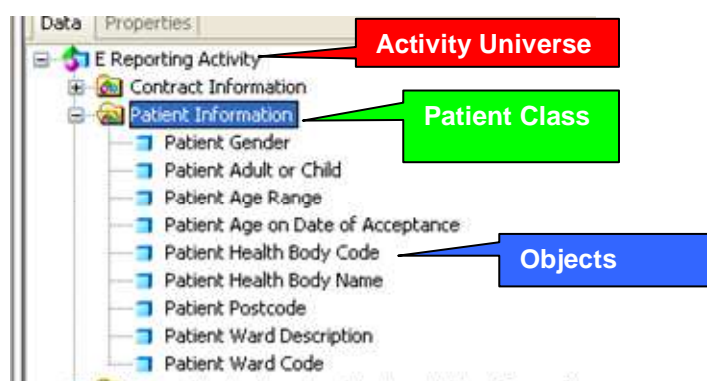 Data Properties
E Reporting Activity
Activity Universe
Contract Information
Patient Information
Patient Class
Patient Gender
Patient Adult or Child
Patient Age Range
Patient Age on Date of Acceptance
Patient Health Body Code
Objects
Patient Health Body Name
Patient Postcode
Patient Ward Description
Patient Ward Code